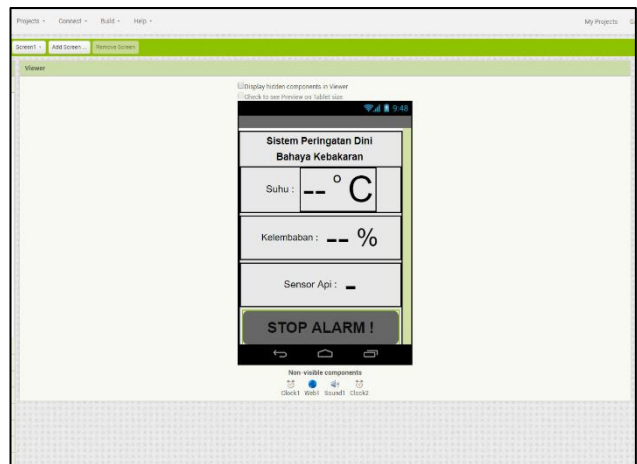 Projects Connect Build Help My Projects
Screen1 Add Screen ... Remove Screen
Viewer
Display hidden components in Viewer
Check to see Preview on Tablet size.
9:48
Sistem Peringatan Dini
Bahaya Kebakaran
Suhu : -- ° C
Kelembaban : -- %
Sensor Api : -
STOP ALARM !
Non-visible components
Clock1 Web1 Sound1 Clock2